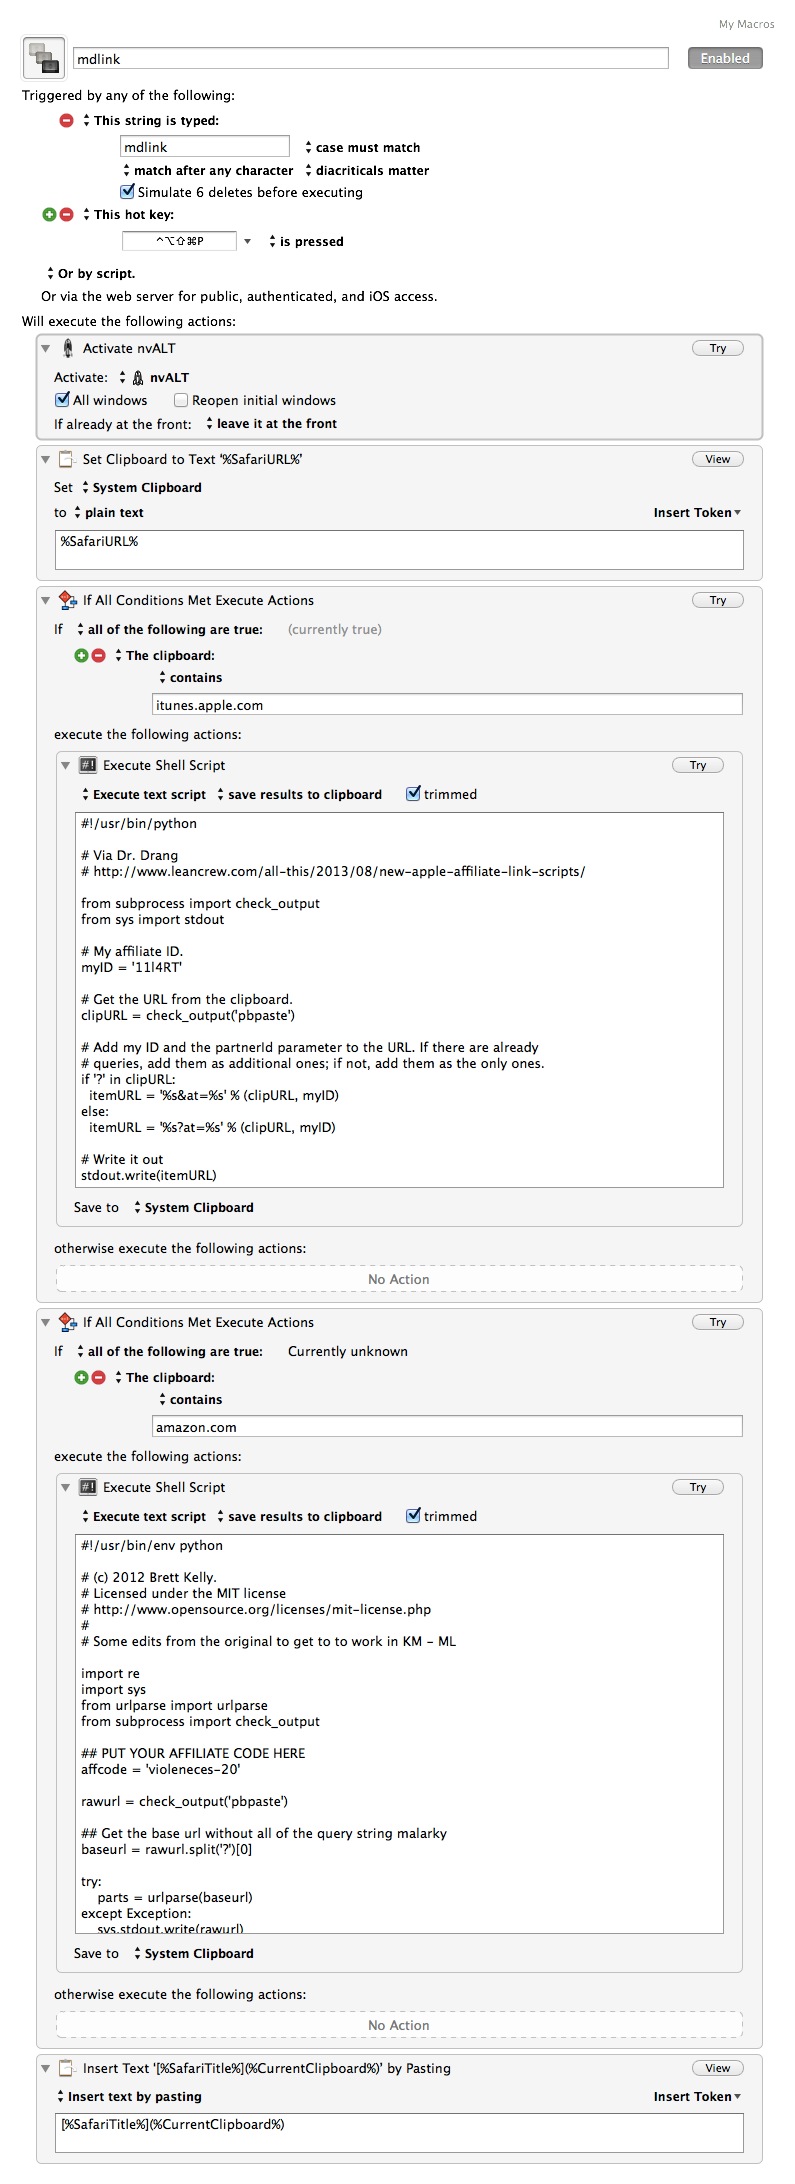 My Macros
mdlink
Enabled
Triggered by any of the following:
This string is typed:
mdlink case must match
match after any character diacriticals matter
Simulate 6 deletes before executing
This hot key:
^⌥⇧⌘P is pressed
Or by script.
Or via the web server for public, authenticated, and iOS access.
Will execute the following actions:
Activate nvALT Try
Activate: nvALT
All windows Reopen initial windows
If already at the front: leave it at the front
Set Clipboard to Text '%SafariURL%' View
Set System Clipboard
to plain text Insert Token
%SafariURL%
If All Conditions Met Execute Actions Try
If all of the following are true: (currently true)
The clipboard:
contains
itunes.apple.com
execute the following actions:
#! Execute Shell Script Try
Execute text script save results to clipboard trimmed
#!/usr/bin/python
# Via Dr. Drang
# http://www.leancrew.com/all-this/2013/08/new-apple-affiliate-link-scripts/
from subprocess import check_output
from sys import stdout
# My affiliate ID.
myID = '11l4RT'
# Get the URL from the clipboard.
clipURL = check_output('pbpaste')
# Add my ID and the partnerId parameter to the URL. If there are already
# queries, add them as additional ones; if not, add them as the only ones.
if '?' in clipURL:
itemURL = '%s&at=%s' % (clipURL, myID)
else:
itemURL = '%s?at=%s' % (clipURL, myID)
# Write it out
stdout.write(itemURL)
Save to System Clipboard
otherwise execute the following actions:
No Action
If All Conditions Met Execute Actions Try
If all of the following are true: Currently unknown
The clipboard:
contains
amazon.com
execute the following actions:
#! Execute Shell Script Try
Execute text script save results to clipboard trimmed
#!/usr/bin/env python
# (c) 2012 Brett Kelly.
# Licensed under the MIT license
# http://www.opensource.org/licenses/mit-license.php
#
# Some edits from the original to get to to work in KM - ML
import re
import sys
from urlparse import urlparse
from subprocess import check_output
## PUT YOUR AFFILIATE CODE HERE
affcode = 'violeneces-20'
rawurl = check_output('pbpaste')
## Get the base url without all of the query string malarky
baseurl = rawurl.split('?')[0]
try:
parts = urlparse(baseurl)
except Exception:
sys.stdout.write(rawurl)
Save to System Clipboard
otherwise execute the following actions:
No Action
Insert Text '[%SafariTitle%](%CurrentClipboard%)' by Pasting View
Insert text by pasting Insert Token
[%SafariTitle%](%CurrentClipboard%)